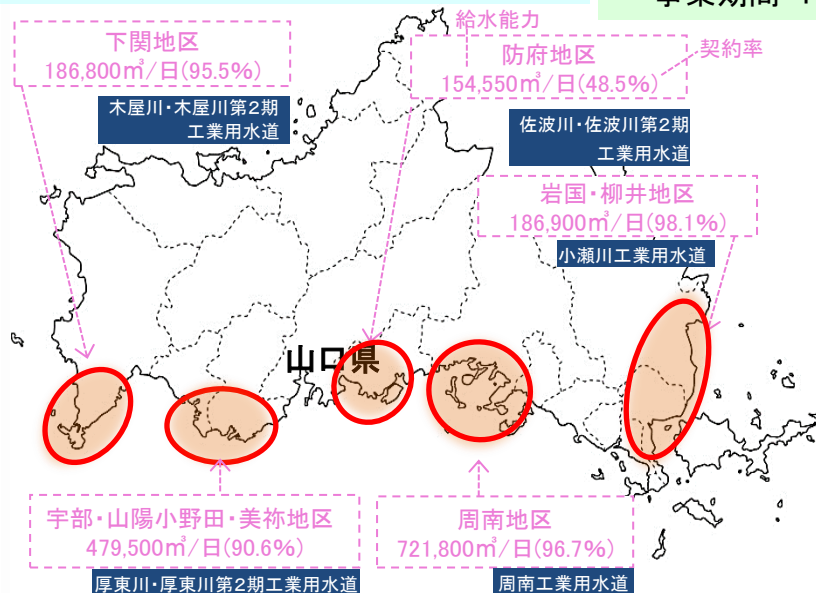 事業期間
給水能力
下関地区
186,800㎥/日(95.5%)
防府地区
154,550㎥/日(48.5%)
契約率
木屋川・木屋川第2期
工業用水道
佐波川・佐波川第2期
工業用水道
岩国・柳井地区
186,900㎥/日(98.1%)
小瀬川工業用水道
山口県
宇部・山陽小野田・美祢地区
479,500㎥/日(90.6%)
周南地区
721,800㎥/日(96.7%)
厚東川・厚東川第2期工業用水道
周南工業用水道